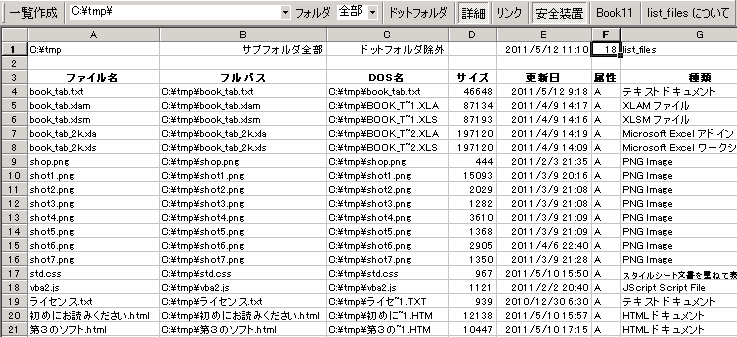 一覧作成 C:¥tmp¥ フォルダ 全部 ドットフォルダ 詳細 リンク 安全装置 Book11 list_files について
A B C D E F G
1 C:¥tmp サブフォルダ全部 ドットフォルダ除外 2011/5/12 11:10 18 list_files
2
3 ファイル名 フルパス DOS名 サイズ 更新日 属性 種類
4 book_tab.txt C:¥tmp¥book_tab.txt C:¥tmp¥book_tab.txt 46648 2011/5/12 9:18 A テキストドキュメント
5 book_tab.xlam C:¥tmp¥book_tab.xlam C:¥tmp¥BOOK_T~1.XLA 87134 2011/4/9 14:17 A XLAM ファイル
6 book_tab.xlsm C:¥tmp¥book_tab.xlsm C:¥tmp¥BOOK_T~1.XLS 87193 2011/4/9 14:16 A XLSM ファイル
7 book_tab_2k.xla C:¥tmp¥book_tab_2k.xla C:¥tmp¥BOOK_T~2.XLA 197120 2011/4/9 14:19 A Microsoft Excel アドイン
8 book_tab_2k.xls C:¥tmp¥book_tab_2k.xls C:¥tmp¥BOOK_T~2.XLS 197120 2011/4/9 14:09 A Microsoft Excel ワークシ
9 shop.png C:¥tmp¥shop.png C:¥tmp¥shop.png 444 2011/2/3 21:35 A PNG Image
10 shot1.png C:¥tmp¥shot1.png C:¥tmp¥shot1.png 15093 2011/3/9 20:16 A PNG Image
11 shot2.png C:¥tmp¥shot2.png C:¥tmp¥shot2.png 2029 2011/3/9 21:08 A PNG Image
12 shot3.png C:¥tmp¥shot3.png C:¥tmp¥shot3.png 1282 2011/3/9 21:08 A PNG Image
13 shot4.png C:¥tmp¥shot4.png C:¥tmp¥shot4.png 3610 2011/3/9 21:09 A PNG Image
14 shot5.png C:¥tmp¥shot5.png C:¥tmp¥shot5.png 1368 2011/3/9 21:09 A PNG Image
15 shot6.png C:¥tmp¥shot6.png C:¥tmp¥shot6.png 2905 2011/4/6 22:40 A PNG Image
16 shot7.png C:¥tmp¥shot7.png C:¥tmp¥shot7.png 1350 2011/3/9 21:28 A PNG Image
17 std.css C:¥tmp¥std.css C:¥tmp¥std.css 967 2011/5/10 15:50 A スタイルシート文書を重ねて表
18 vba2.js C:¥tmp¥vba2.js C:¥tmp¥vba2.js 1121 2011/2/2 20:40 A JScript Script File
19 ライセンス.txt C:¥tmp¥ライセンス.txt C:¥tmp¥ライセ~1.TXT 939 2010/12/30 6:30 A テキストドキュメント
20 初めにお読みください.html C:¥tmp¥初めにお読みください.html C:¥tmp¥初めに~1.HTM 12138 2011/5/10 15:57 A HTMLドキュメント
21 第３のソフト.html C:¥tmp¥第３のソフト.html C:¥tmp¥第３の~1.HTM 10447 2011/5/10 17:15 A HTMLドキュメント